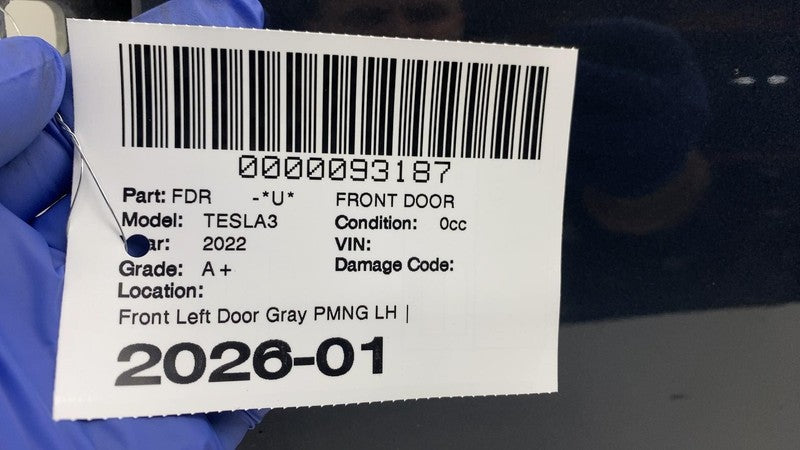 0000093187
Part: FDR -*U* FRONT DOOR
Model: TESLA3 Condition: 0cc
ar: 2022 VIN:
Grade: A+ Damage Code:
Location:
Front Left Door Gray PMNG LH |
2026-01